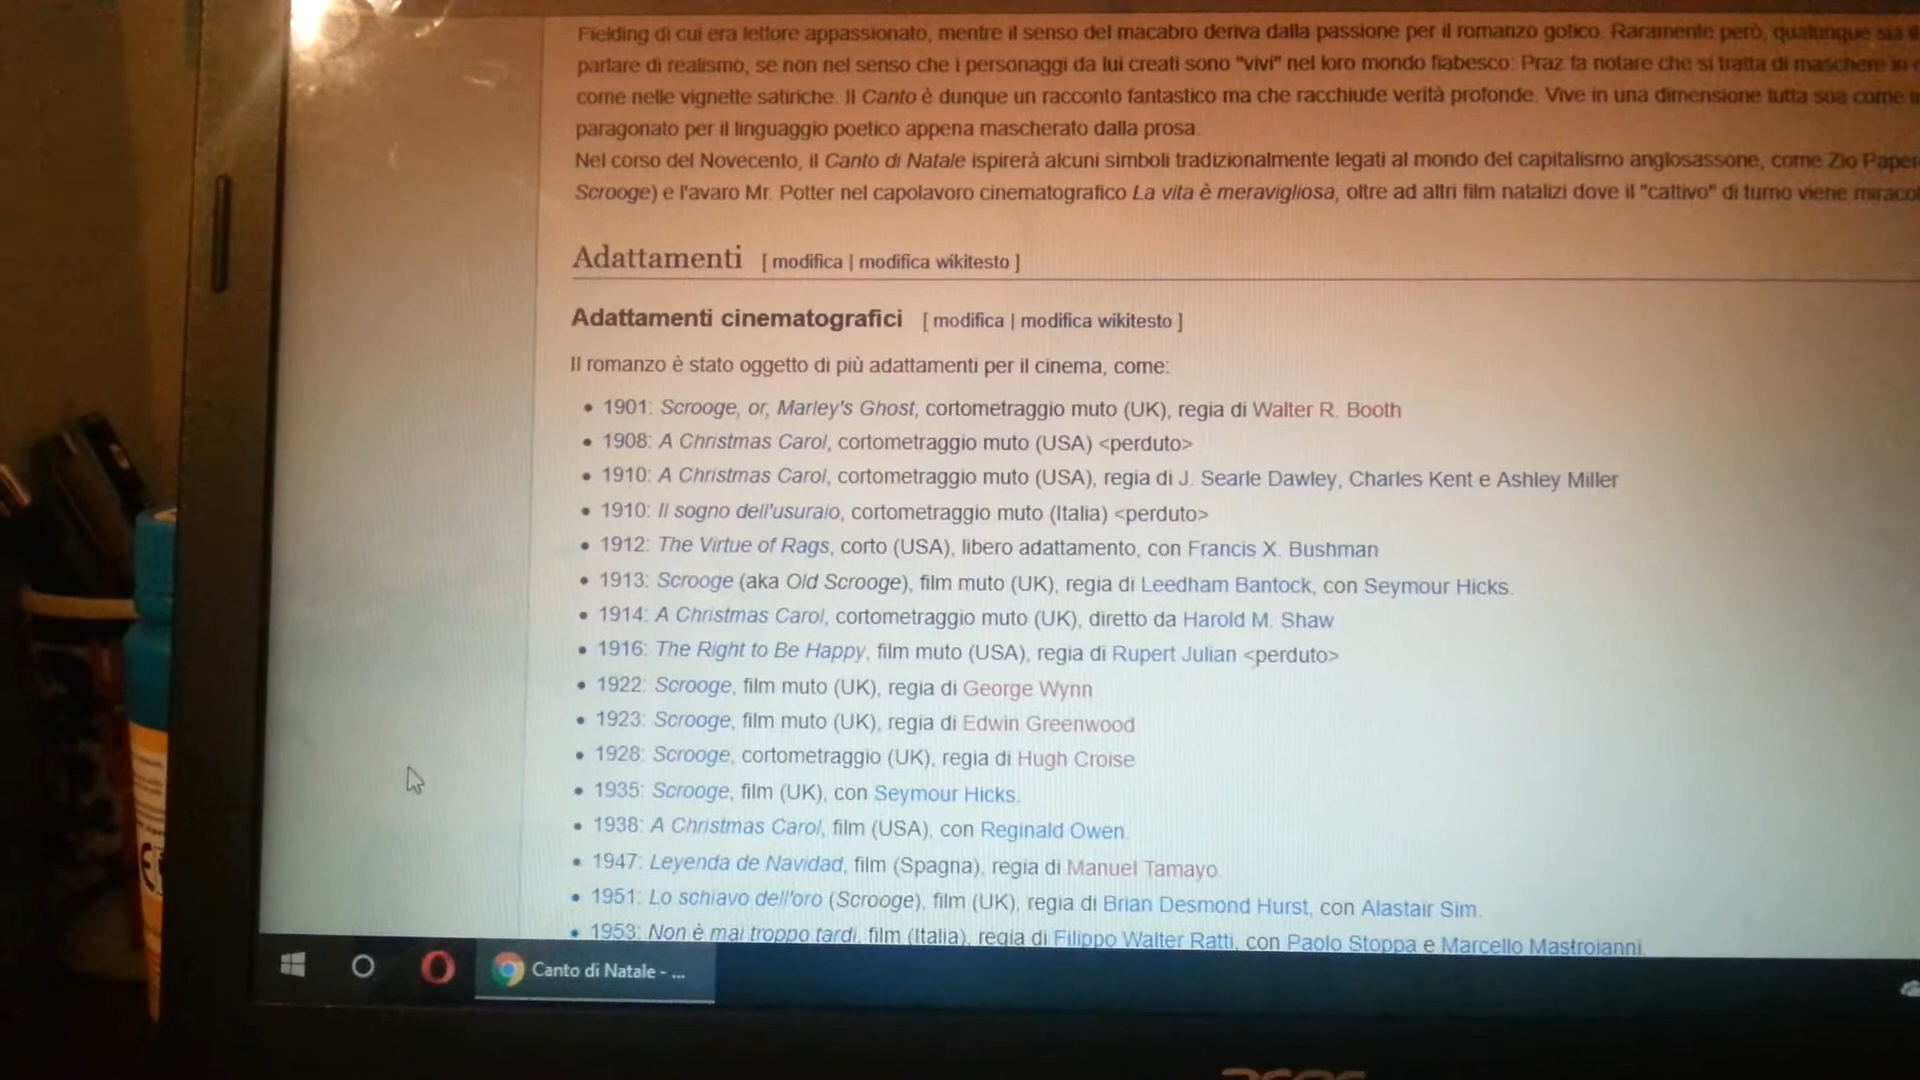 Fielding di cui era lettore appassionato, mentre il senso del macabro deriva dalla passione per il romanzo gotico. Raramente però, qualunque sia il
parlare di realismo, se non nel senso che i personaggi da lui creati sono "vivi" nel loro mondo fiabesco: Praz fa notare che si tratta di maschere in
come nelle vignette satiriche. Il Canto è dunque un racconto fantastico ma che racchiude verità profonde. Vive in una dimensione tutta sua come
paragonato per il linguaggio poetico appena mascherato dalla prosa.
Nel corso del Novecento, il Canto di Natale ispirerà alcuni simboli tradizionalmente legati al mondo del capitalismo anglosassone, come Zio Paper
Scrooge) e l'avaro Mr. Potter nel capolavoro cinematografico La vita è meravigliosa, oltre ad altri film natalizi dove il "cattivo" di turno viene miracol
Adattamenti [ modifica | modifica wikitesto ]
Adattamenti cinematografici [ modifica | modifica wikitesto ]
Il romanzo è stato oggetto di più adattamenti per il cinema, come:
• 1901: Scrooge, or, Marley's Ghost, cortometraggio muto (UK), regia di Walter R. Booth
• 1908: A Christmas Carol, cortometraggio muto (USA) <perduto>
• 1910: A Christmas Carol, cortometraggio muto (USA), regia di J. Searle Dawley, Charles Kent e Ashley Miller
• 1910: Il sogno dell'usuraio, cortometraggio muto (Italia) <perduto>
• 1912: The Virtue of Rags, corto (USA), libero adattamento, con Francis X. Bushman
• 1913: Scrooge (aka Old Scrooge), film muto (UK), regia di Leedham Bantock, con Seymour Hicks.
• 1914: A Christmas Carol, cortometraggio muto (UK), diretto da Harold M. Shaw
• 1916: The Right to Be Happy, film muto (USA), regia di Rupert Julian <perduto>
• 1922: Scrooge, film muto (UK), regia di George Wynn
• 1923: Scrooge, film muto (UK), regia di Edwin Greenwood
• 1928: Scrooge, cortometraggio (UK), regia di Hugh Croise
• 1935: Scrooge, film (UK), con Seymour Hicks.
• 1938: A Christmas Carol, film (USA), con Reginald Owen.
• 1947: Leyenda de Navidad, film (Spagna), regia di Manuel Tamayo
• 1951: Lo schiavo dell'oro (Scrooge), film (UK), regia di Brian Desmond Hurst, con Alastair Sim.
• 1953: Non è mai troppo tardi, film (Italia), regia di Filippo Walter Ratti, con Paolo Stoppa e Marcello Mastroianni.
Canto di Natale - ...
acer